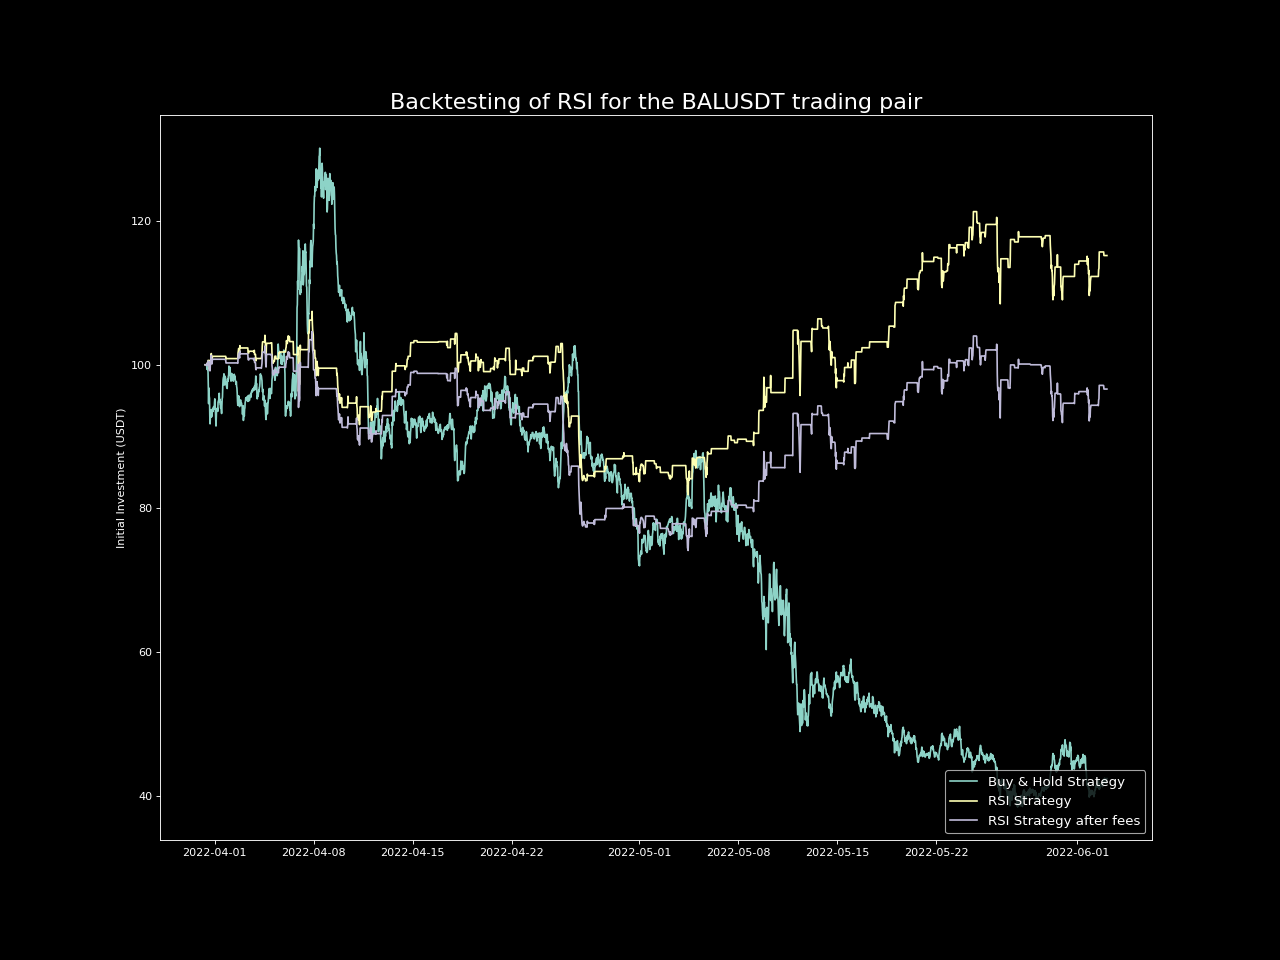 Backtesting of RSI for the BALUSDT trading pair
Initial Investment (USDT)
120
100
80
60
40
2022-04-01 2022-04-08 2022-04-15 2022-04-22 2022-05-01 2022-05-08 2022-05-15 2022-05-22 2022-06-01
Buy & Hold Strategy
RSI Strategy
RSI Strategy after fees